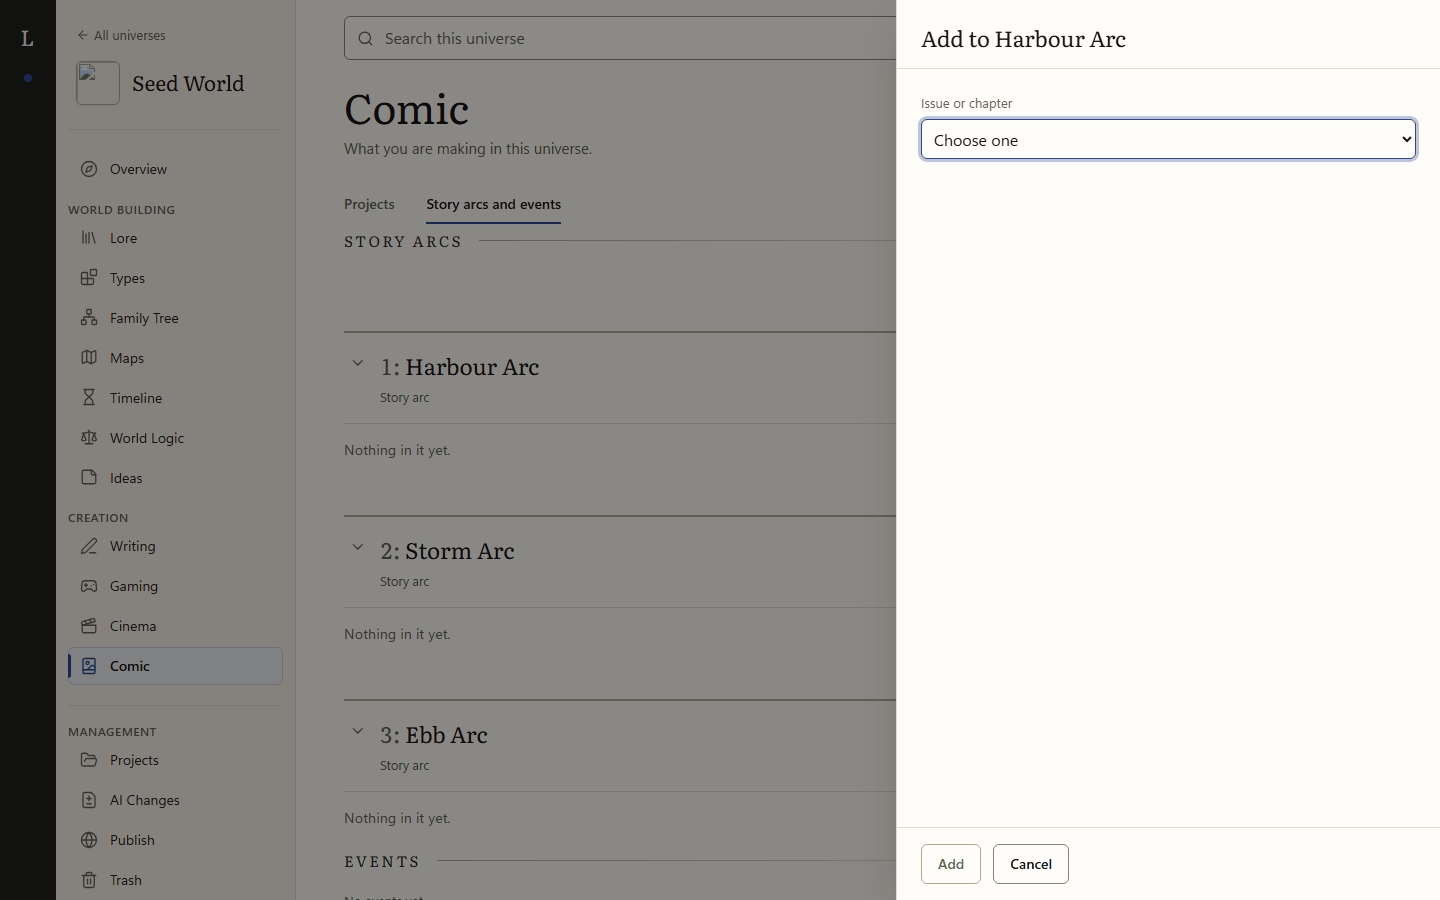 L
All universes
Seed World
Overview
WORLD BUILDING
Lore
Types
Family Tree
Maps
Timeline
World Logic
Ideas
CREATION
Writing
Gaming
Cinema
Comic
MANAGEMENT
Projects
AI Changes
Publish
Trash
Search this universe
Comic
What you are making in this universe.
Projects
Story arcs and events
STORY ARCS
1: Harbour Arc
Story arc
Nothing in it yet.
2: Storm Arc
Story arc
Nothing in it yet.
3: Ebb Arc
Story arc
Nothing in it yet.
EVENTS
Add to Harbour Arc
Issue or chapter
Choose one
Add
Cancel